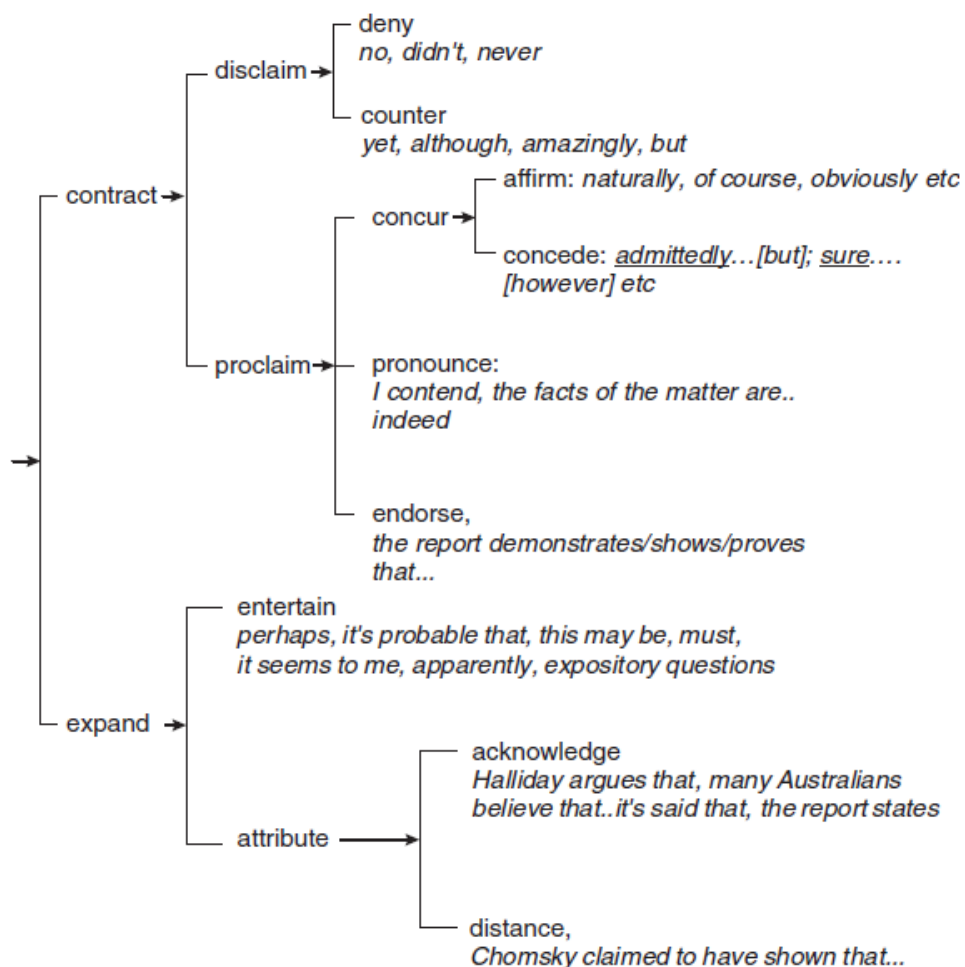 deny
no, didn't, never
disclaim
counter
yet, although, amazingly, but
contract
affirm: naturally, of course, obviously etc
concur
concede: admittedly...[but]; sure....
[however] etc
proclaim
pronounce:
I contend, the facts of the matter are..
indeed
endorse,
the report demonstrates/shows/proves
that...
entertain
perhaps, it's probable that, this may be, must,
it seems to me, apparently, expository questions
expand
acknowledge
Halliday argues that, many Australians
believe that..it's said that, the report states
attribute
distance,
Chomsky claimed to have shown that...